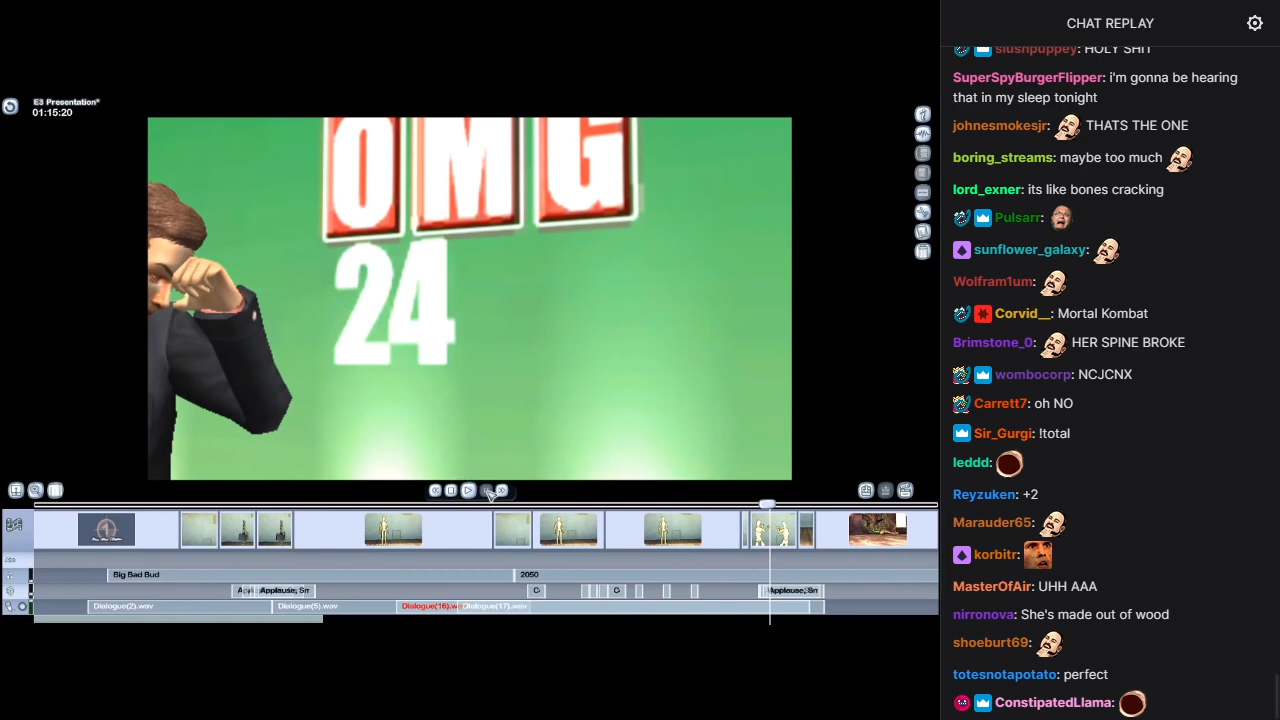 CHAT REPLAY
slushpuppey: HOLY SHIT
SuperSpyBurgerFlipper: i'm gonna be hearing
that in my sleep tonight
johnesmokesjr: THATS THE ONE
boring_streams: maybe too much
lord_exner: its like bones cracking
Pulsarr:
sunflower_galaxy:
Wolfram1um:
Corvid__: Mortal Kombat
Brimstone_0: HER SPINE BROKE
wombocorp: NCJCNX
Carrett7: oh NO
Sir_Gurgi: !total
leddd:
Reyzuken: +2
Marauder65:
korbitr:
MasterOfAir: UHH AAA
nirronova: She's made out of wood
shoeburt69:
totesnotapotato: perfect
ConstipatedLlama:
E3 Presentation*
01:15:20
OMG
24
Big Bad Bud
2050
Applause, Sm
Applause, Sm
Dialogue(2).wav
Dialogue(5).wav
Dialogue(16).w
Dialogue(17).wav